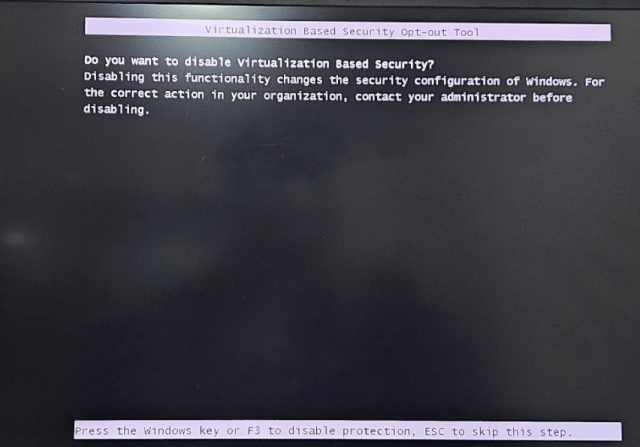 Virtualization Based Security Opt-out Tool
Do you want to disable Virtualization Based Security?
Disabling this functionality changes the security configuration of Windows. For
the correct action in your organization, contact your administrator before
disabling.
Press the Windows key or F3 to disable protection, ESC to skip this step.